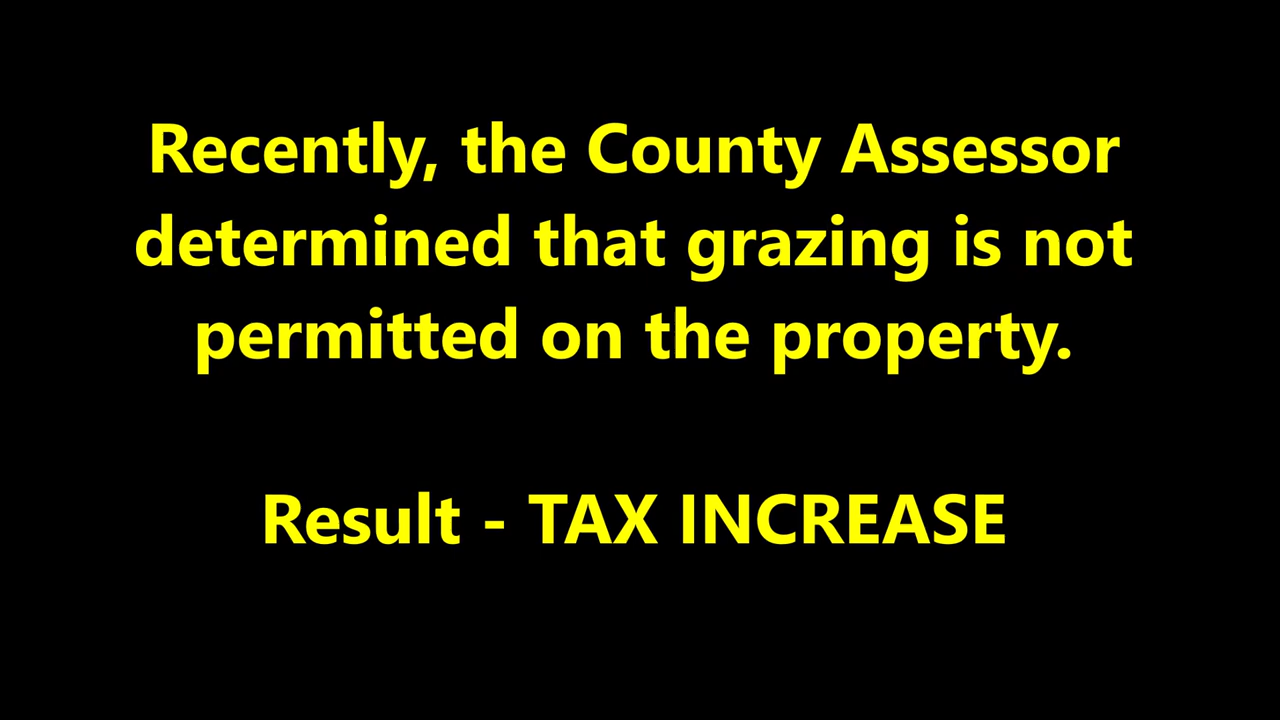 Recently, the County Assessor
determined that grazing is not
permitted on the property.
Result - TAX INCREASE